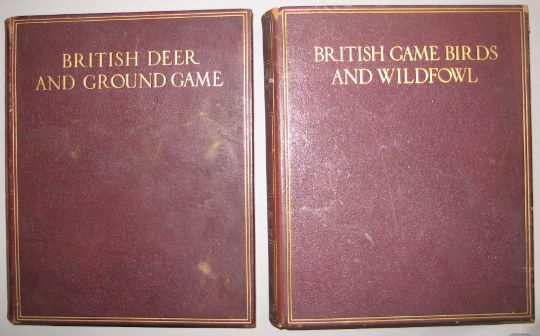 BRITISH DEER
AND GROUND GAME
BRITISH GAME BIRDS
AND WILDFOWL